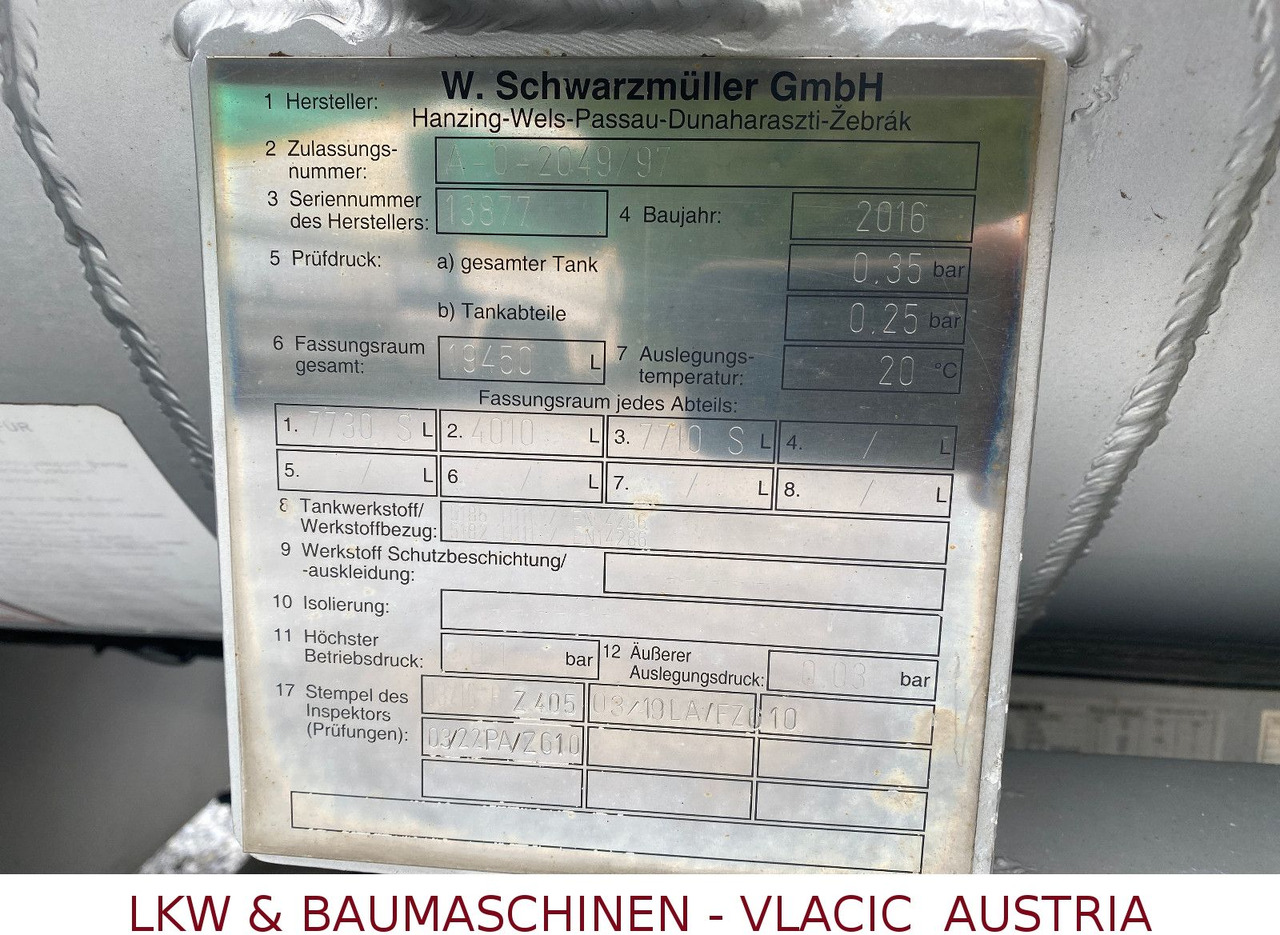 1 Hersteller: W. Schwarzmüller GmbH
Hanzing-Wels-Passau-Dunaharaszti-Žebrák
2 Zulassungs-
nummer: A-0-2049/97
3 Seriennummer
des Herstellers: 13877 4 Baujahr: 2016
5 Prüfdruck: a) gesamter Tank 0.35 bar
b) Tankabteile 0.25 bar
6 Fassungsraum
gesamt: 19450 L 7 Auslegungs-
temperatur: 20 °C
Fassungsraum jedes Abteils:
1. 7730 S L 2. 4010 L 3. 7710 S L 4. / L
5. / L 6 / L 7. / L 8. / L
8 Tankwerkstoff/
Werkstoffbezug: EN14286
9 Werkstoff Schutzbeschichtung/
-auskleidung:
10 Isolierung:
11 Höchster
Betriebsdruck: bar 12 Äußerer
Auslegungsdruck: 0.03 bar
17 Stempel des
Inspektors
(Prüfungen): Z 405 03/19LA/FZ610
03/22PA/Z610
LKW & BAUMASCHINEN - VLACIC AUSTRIA